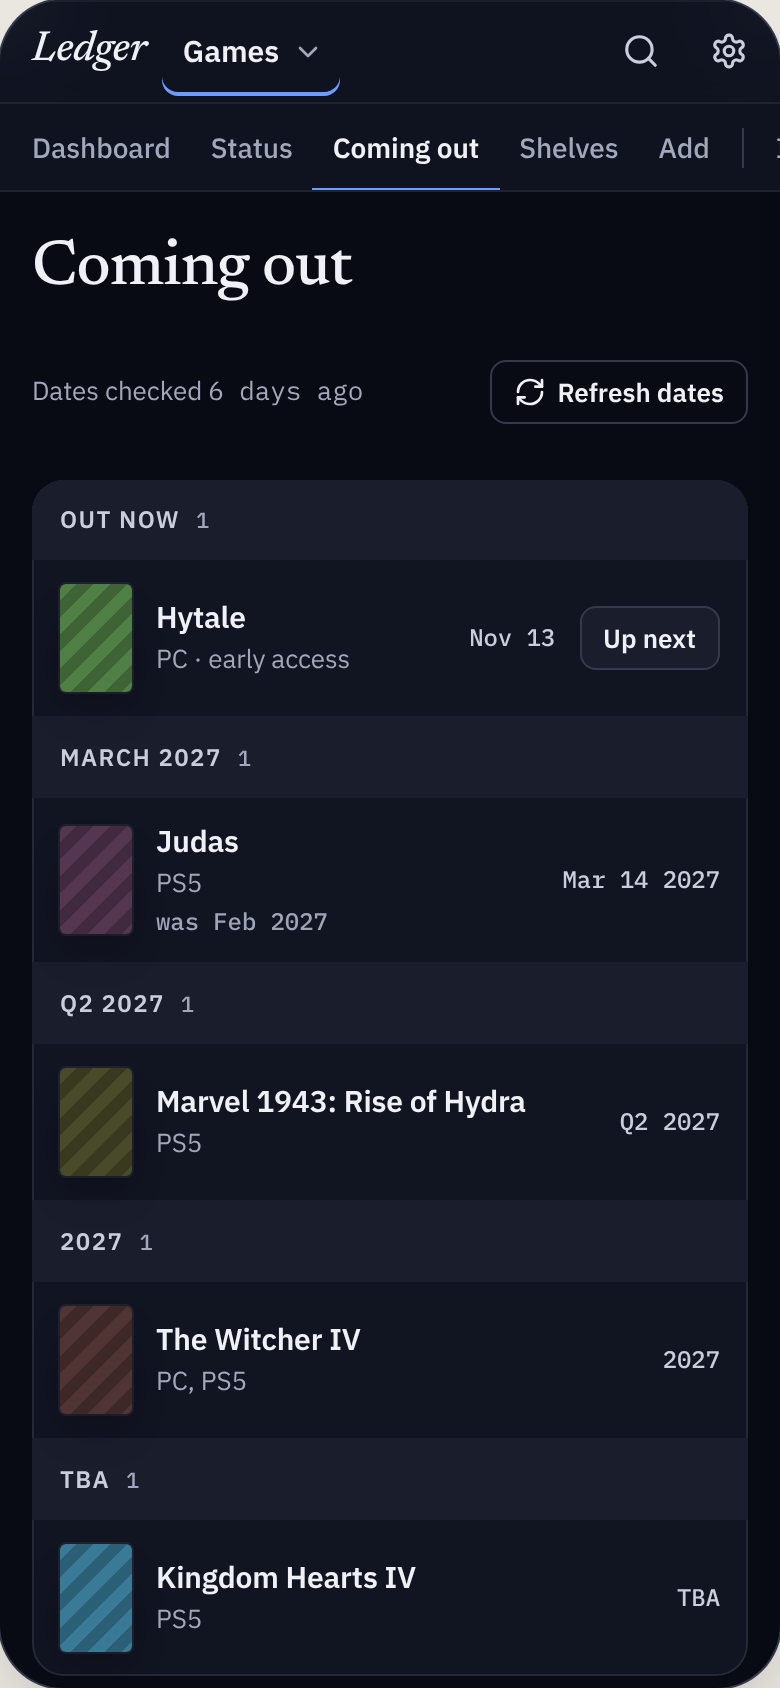 Ledger Games
Dashboard Status Coming out Shelves Add
Coming out
Dates checked 6 days ago Refresh dates
OUT NOW 1
Hytale
PC · early access
Nov 13 Up next
MARCH 2027 1
Judas
PS5
was Feb 2027
Mar 14 2027
Q2 2027 1
Marvel 1943: Rise of Hydra
PS5
Q2 2027
2027 1
The Witcher IV
PC, PS5
2027
TBA 1
Kingdom Hearts IV
PS5
TBA